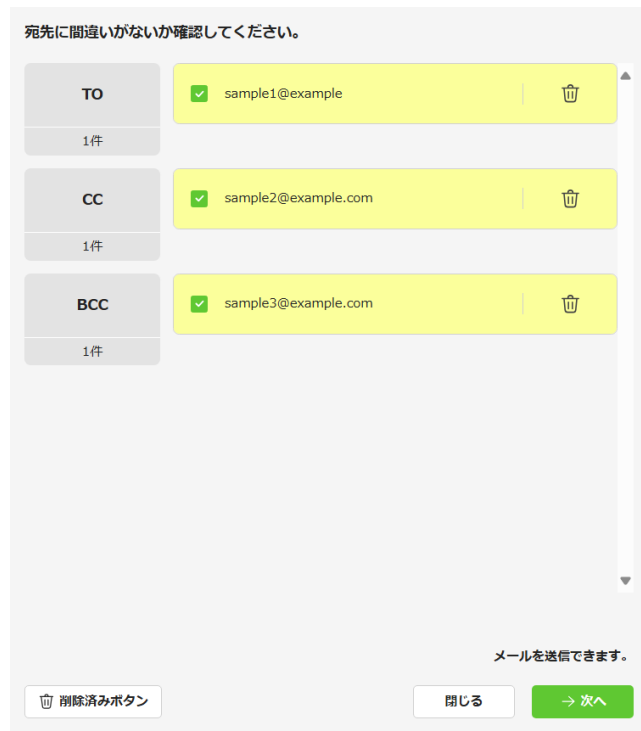 宛先に間違いがないか確認してください。
TO
sample1@example
1件
CC
sample2@example.com
1件
BCC
sample3@example.com
1件
メールを送信できます。
削除済みボタン
閉じる
→ 次へ